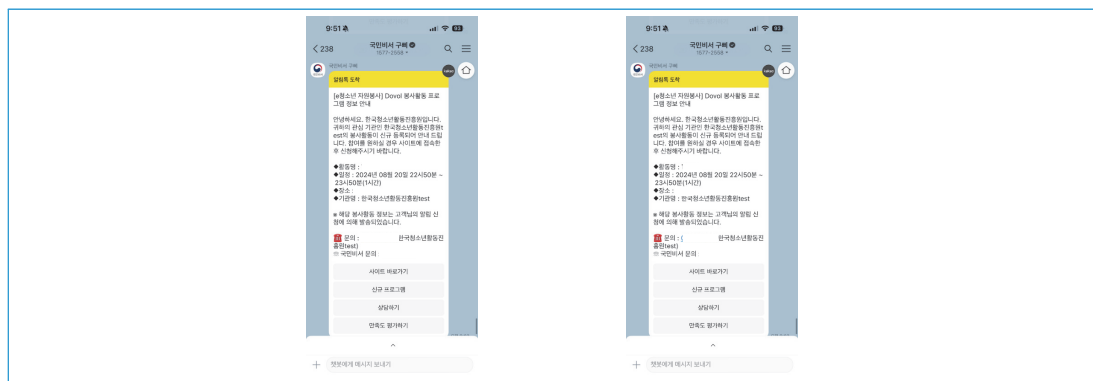 9:51
93
< 238
국민비서 구삐
1577-2558
국민비서 구삐
알림톡 도착
kakao
[e청소년 자원봉사] Dovol 봉사활동 프로
그램 정보 안내
안녕하세요. 한국청소년활동진흥원입니다.
귀하의 관심 기관인 한국청소년활동진흥원t
est의 봉사활동이 신규 등록되어 안내 드립
니다. 참여를 원하실 경우 사이트에 접속한
후 신청해주시기 바랍니다.
◆활동명 :
◆일정 : 2024년 08월 20일 22시50분 ~
23시50분(1시간)
◆장소 :
◆기관명 : 한국청소년활동진흥원test
※ 해당 봉사활동 정보는 고객님의 알림 신
청에 의해 발송되었습니다.
문의 : 한국청소년활동진
흥원test)
국민비서 문의
사이트 바로가기
신규 프로그램
상담하기
만족도 평가하기
챗봇에게 메시지 보내기
9:51
93
< 238
국민비서 구삐
1577-2558
국민비서 구삐
알림톡 도착
kakao
[e청소년 자원봉사] Dovol 봉사활동 프로
그램 정보 안내
안녕하세요. 한국청소년활동진흥원입니다.
귀하의 관심 기관인 한국청소년활동진흥원t
est의 봉사활동이 신규 등록되어 안내 드립
니다. 참여를 원하실 경우 사이트에 접속한
후 신청해주시기 바랍니다.
◆활동명 : '
◆일정 : 2024년 08월 20일 22시50분 ~
23시50분(1시간)
◆장소 :
◆기관명 : 한국청소년활동진흥원test
※ 해당 봉사활동 정보는 고객님의 알림 신
청에 의해 발송되었습니다.
문의 : ( 한국청소년활동진
흥원test)
국민비서 문의
사이트 바로가기
신규 프로그램
상담하기
만족도 평가하기
챗봇에게 메시지 보내기